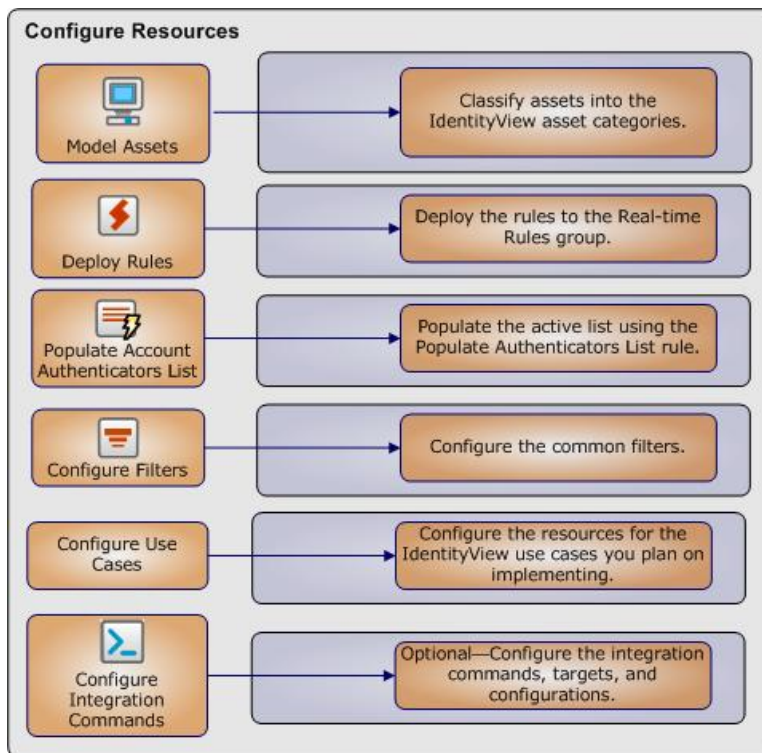 Configure Resources
Model Assets
Classify assets into the
IdentityView asset categories.
Deploy Rules
Deploy the rules to the Real-time
Rules group.
Populate Account
Authenticators List
Populate the active list using the
Populate Authenticators List rule.
Configure Filters
Configure the common filters.
Configure Use
Cases
Configure the resources for the
IdentityView use cases you plan on
implementing.
Configure
Integration
Commands
Optional—Configure the integration
commands, targets, and
configurations.